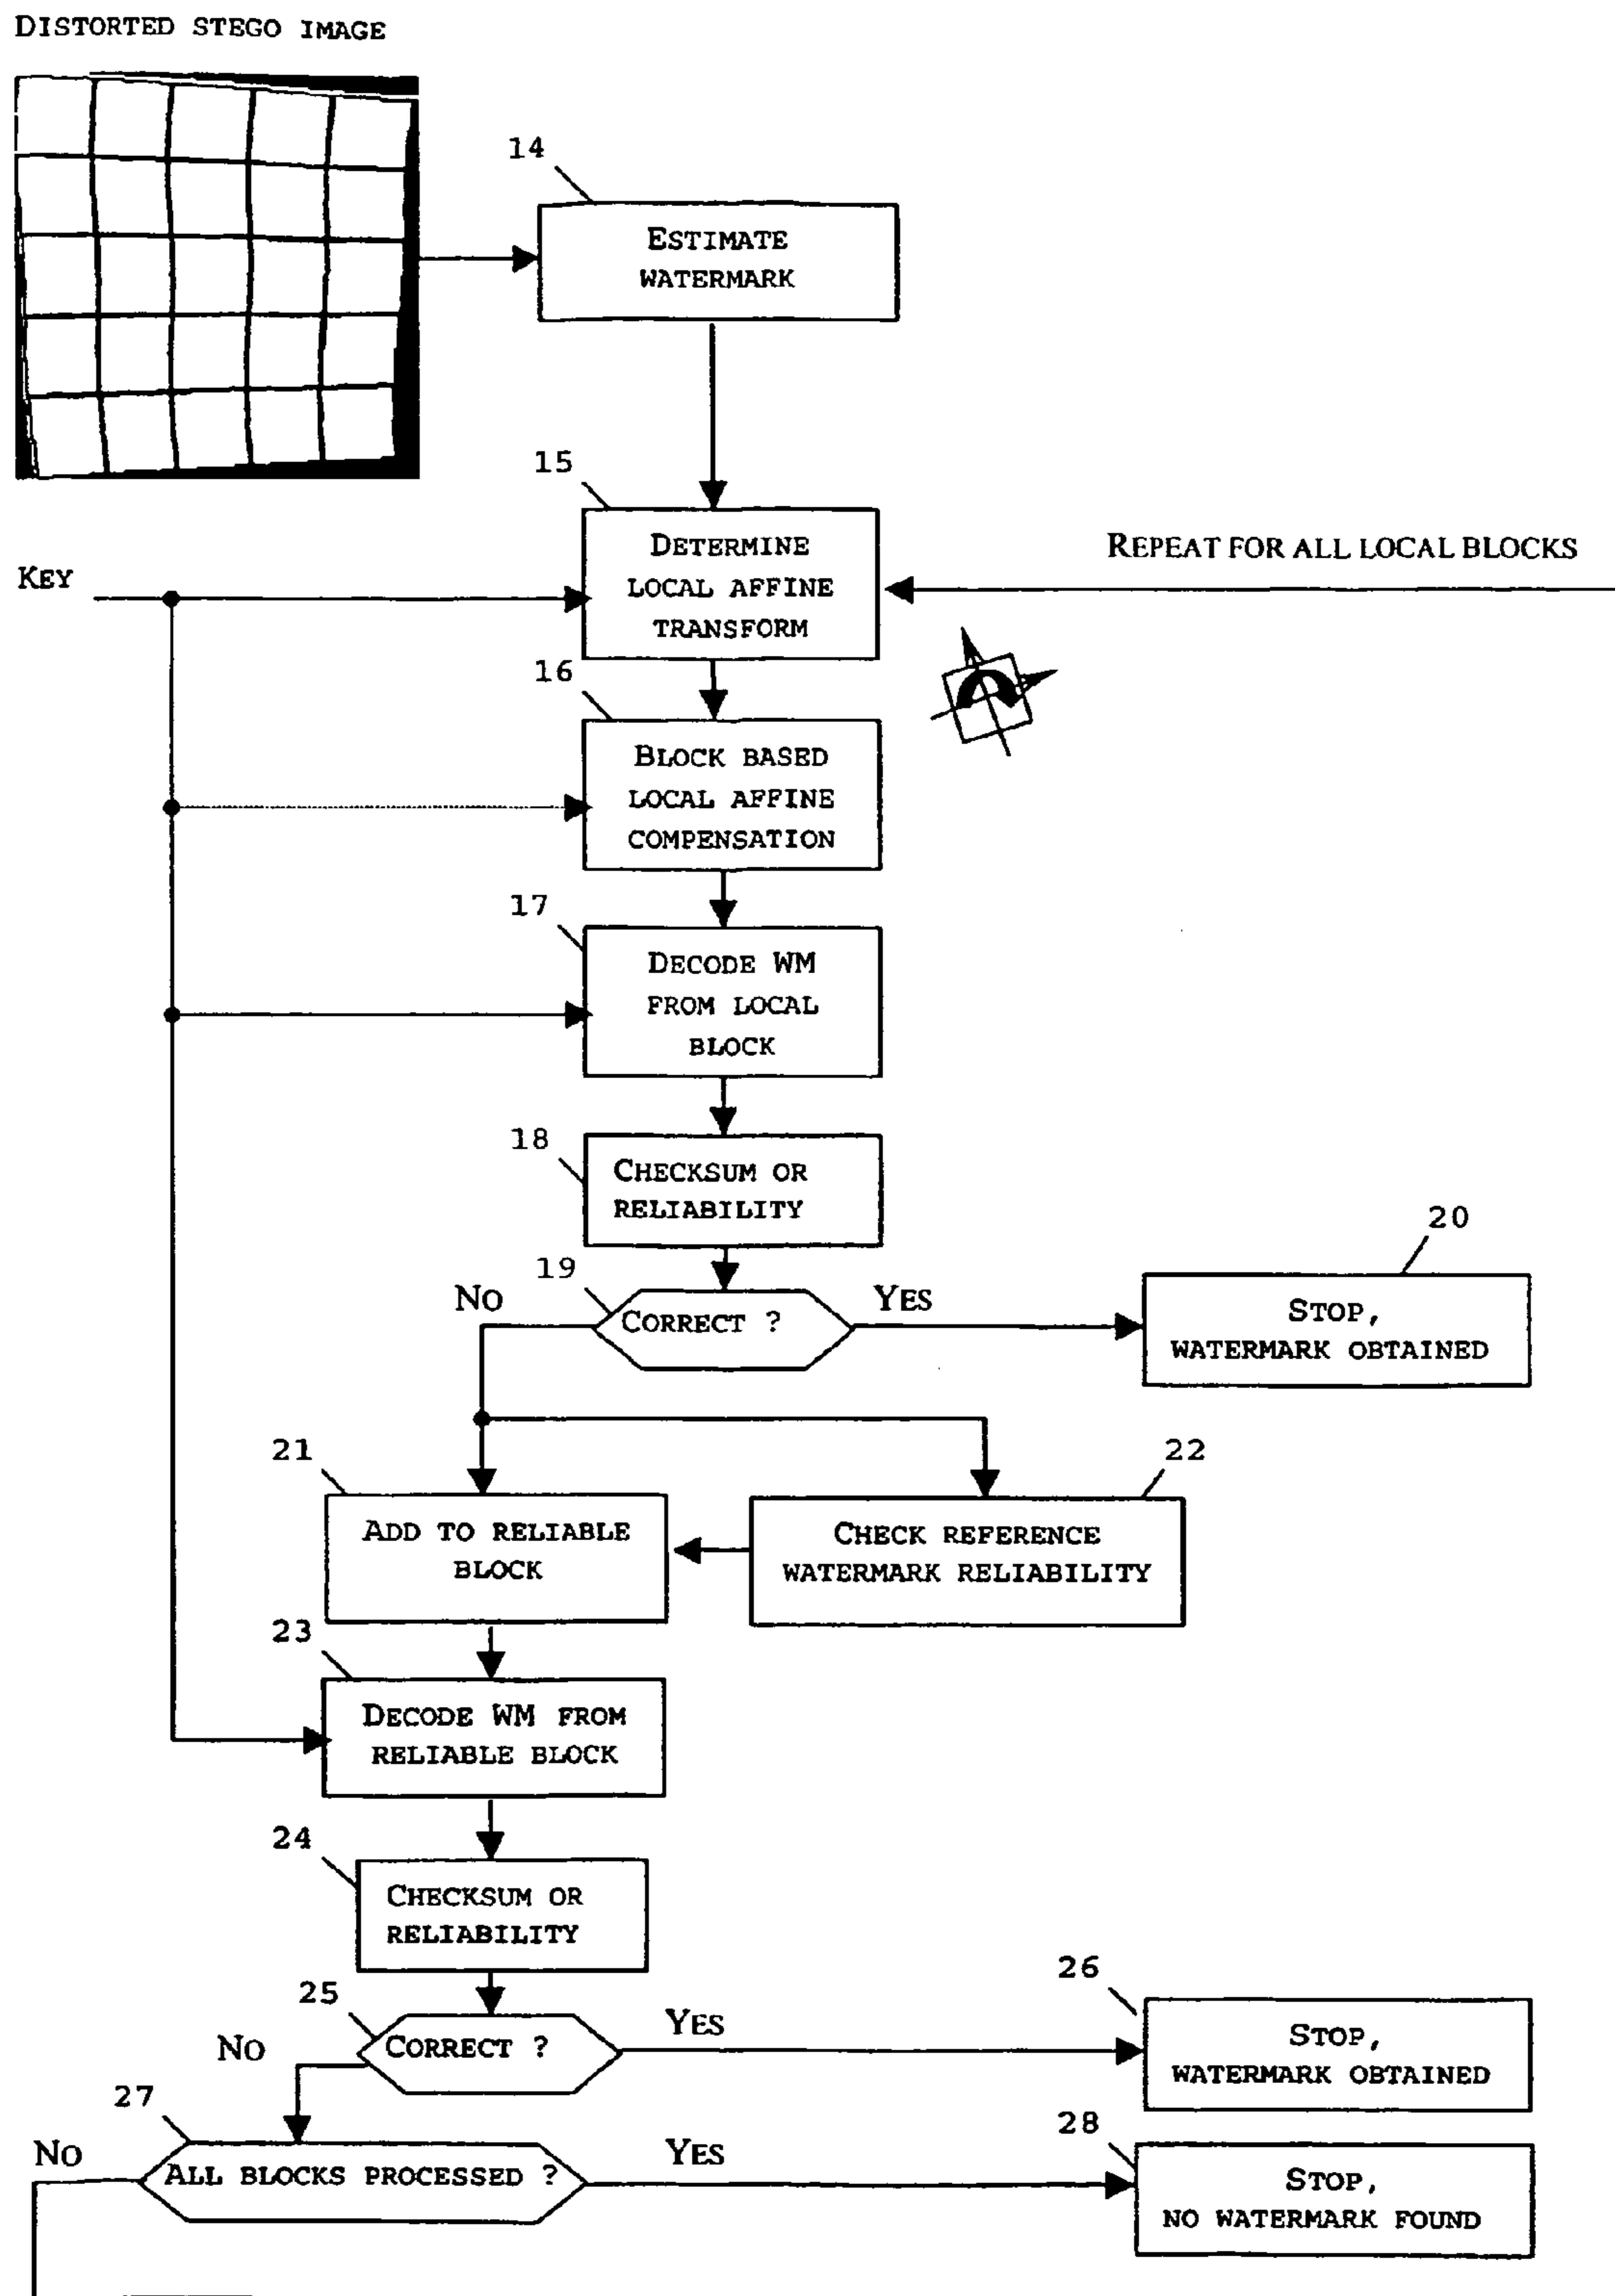 DISTORTED STEGO IMAGE
14
ESTIMATE
WATERMARK
15
DETERMINE
LOCAL AFFINE
TRANSFORM
REPEAT FOR ALL LOCAL BLOCKS
KEY
16
BLOCK BASED
LOCAL AFFINE
COMPENSATION
17
DECODE WM
FROM LOCAL
BLOCK
18
CHECKSUM OR
RELIABILITY
19
NO
CORRECT ?
YES
20
STOP,
WATERMARK OBTAINED
21
ADD TO RELIABLE
BLOCK
22
CHECK REFERENCE
WATERMARK RELIABILITY
23
DECODE WM FROM
RELIABLE BLOCK
24
CHECKSUM OR
RELIABILITY
25
NO
CORRECT ?
YES
26
STOP,
WATERMARK OBTAINED
27
NO
ALL BLOCKS PROCESSED ?
YES
28
STOP,
NO WATERMARK FOUND